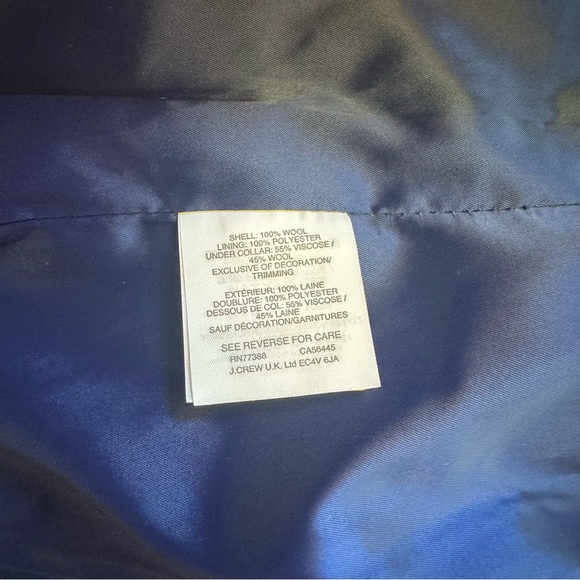 SHELL: 100% WOOL
LINING: 100% POLYESTER
UNDER COLLAR: 55% VISCOSE /
45% WOOL
EXCLUSIVE OF DECORATION/
TRIMMING
EXTÉRIEUR: 100% LAINE
DOUBLURE: 100% POLYESTER
DESSOUS DE COL: 55% VISCOSE /
45% LAINE
SAUF DÉCORATION/GARNITURES
SEE REVERSE FOR CARE
RN77388 CA56445
J.CREW U.K. Ltd EC4V 6JA